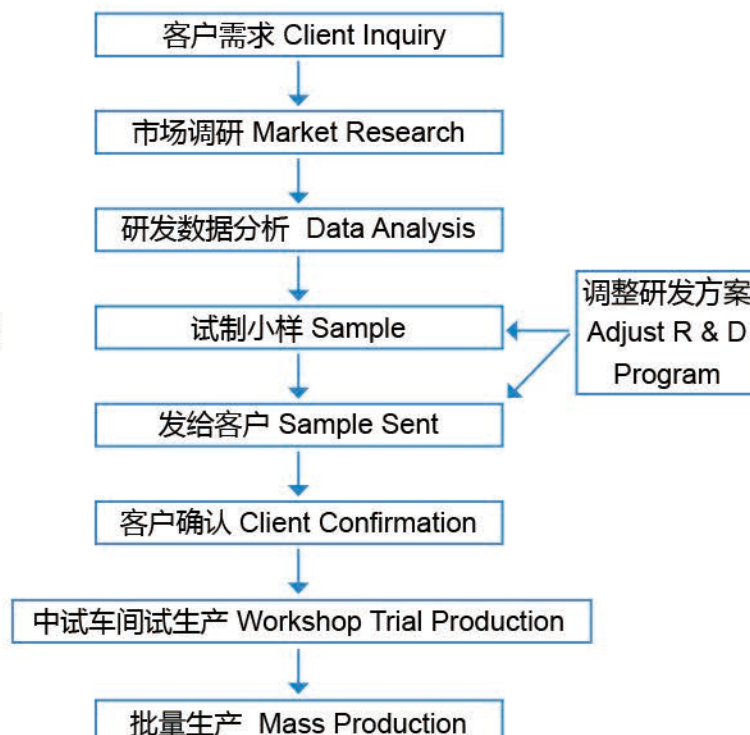 客户需求 Client Inquiry
市场调研 Market Research
研发数据分析 Data Analysis
试制小样 Sample
调整研发方案
Adjust R & D
Program
发给客户 Sample Sent
客户确认 Client Confirmation
中试车间试生产 Workshop Trial Production
批量生产 Mass Production